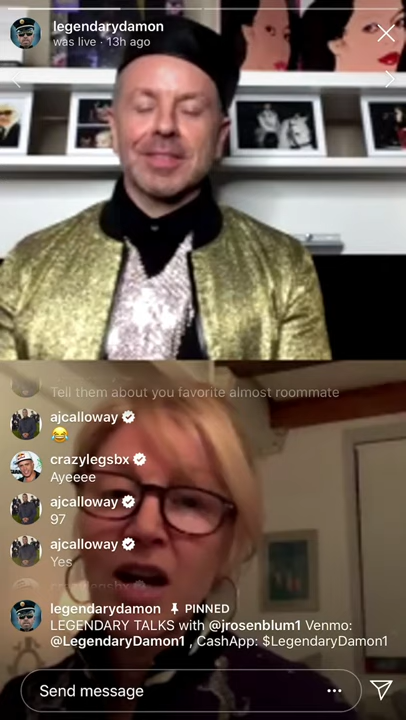 legendarydamon
was live · 13h ago
Tell them about you favorite almost roommate
ajcalloway
😂
crazylegsbx
Ayeeee
ajcalloway
97
ajcalloway
Yes
crazylegsbx
legendarydamon PINNED
LEGENDARY TALKS with @jrosenblum1 Venmo:
@LegendaryDamon1 , CashApp: $LegendaryDamon1
Send message